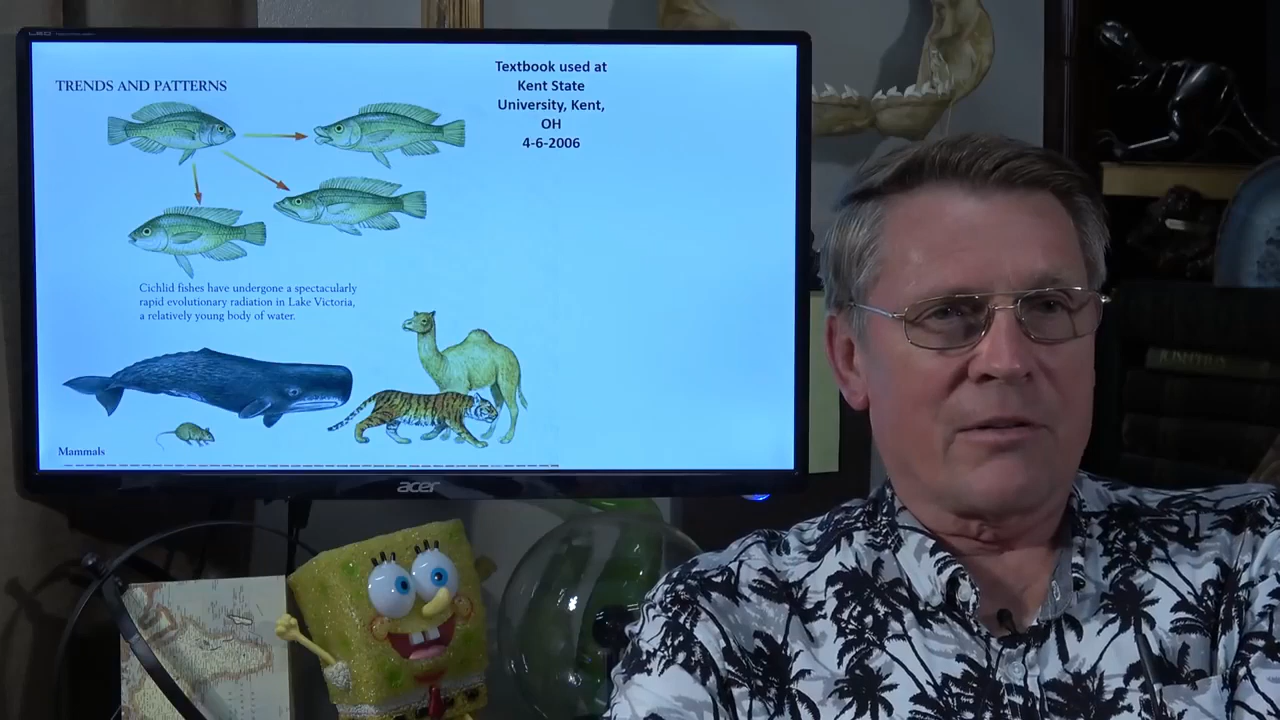 TRENDS AND PATTERNS
Textbook used at
Kent State
University, Kent,
OH
4-6-2006
Cichlid fishes have undergone a spectacularly
rapid evolutionary radiation in Lake Victoria,
a relatively young body of water.
Mammals
acer
JOSEPHUS